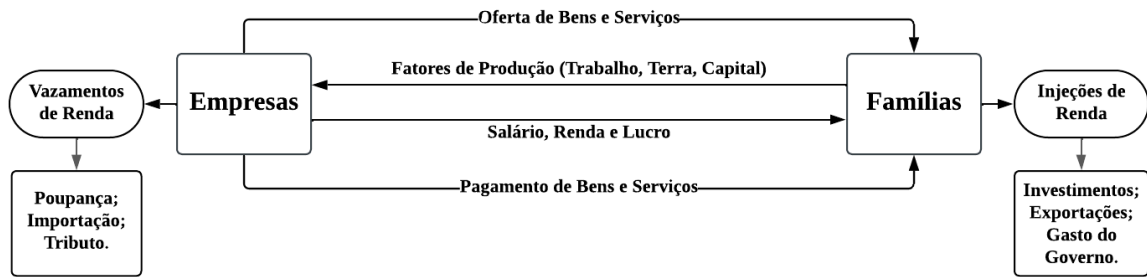 Oferta de Bens e Serviços
Fatores de Produção (Trabalho, Terra, Capital)
Vazamentos
de Renda
Empresas
Famílias
Injeções de
Renda
Salário, Renda e Lucro
Pagamento de Bens e Serviços
Poupança;
Importação;
Tributo.
Investimentos;
Exportações;
Gasto do
Governo.